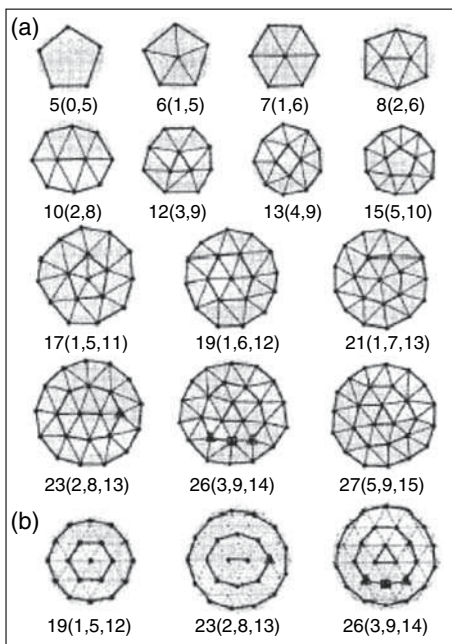 (a)
5(0,5) 6(1,5) 7(1,6) 8(2,6)
10(2,8) 12(3,9) 13(4,9) 15(5,10)
17(1,5,11) 19(1,6,12) 21(1,7,13)
23(2,8,13) 26(3,9,14) 27(5,9,15)
(b)
19(1,5,12) 23(2,8,13) 26(3,9,14)